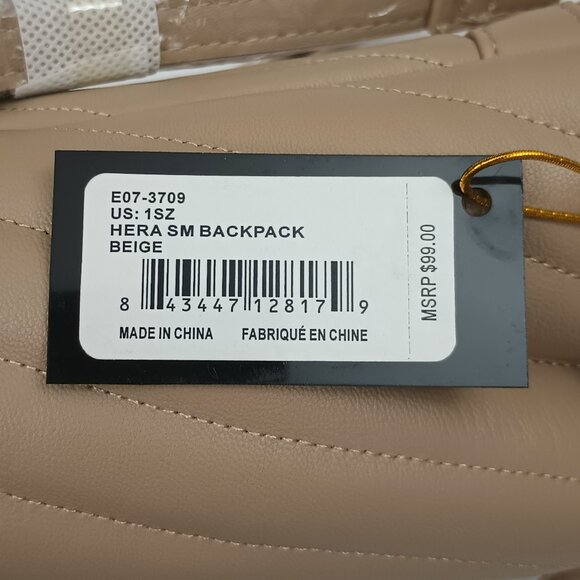 E07-3709
US: 1SZ
HERA SM BACKPACK
BEIGE
8 43447 12817 9
MADE IN CHINA FABRIQUÉ EN CHINE
MSRP $99.00